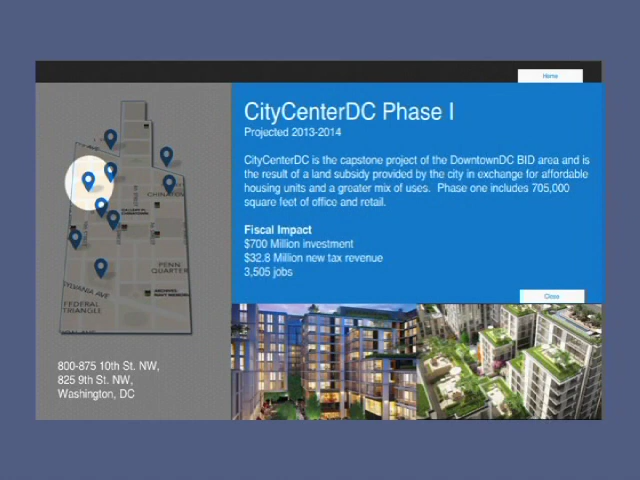 Home
CityCenterDC Phase I
Projected 2013-2014
CityCenterDC is the capstone project of the DowntownDC BID area and is
the result of a land subsidy provided by the city in exchange for affordable
housing units and a greater mix of uses. Phase one includes 705,000
square feet of office and retail.
Fiscal Impact
$700 Million investment
$32.8 Million new tax revenue
3,505 jobs
Close
CHINA
PENN
QUARTER
SYLVANIA AVE
FEDERAL
TRIANGLE
800-875 10th St. NW,
825 9th St. NW,
Washington, DC